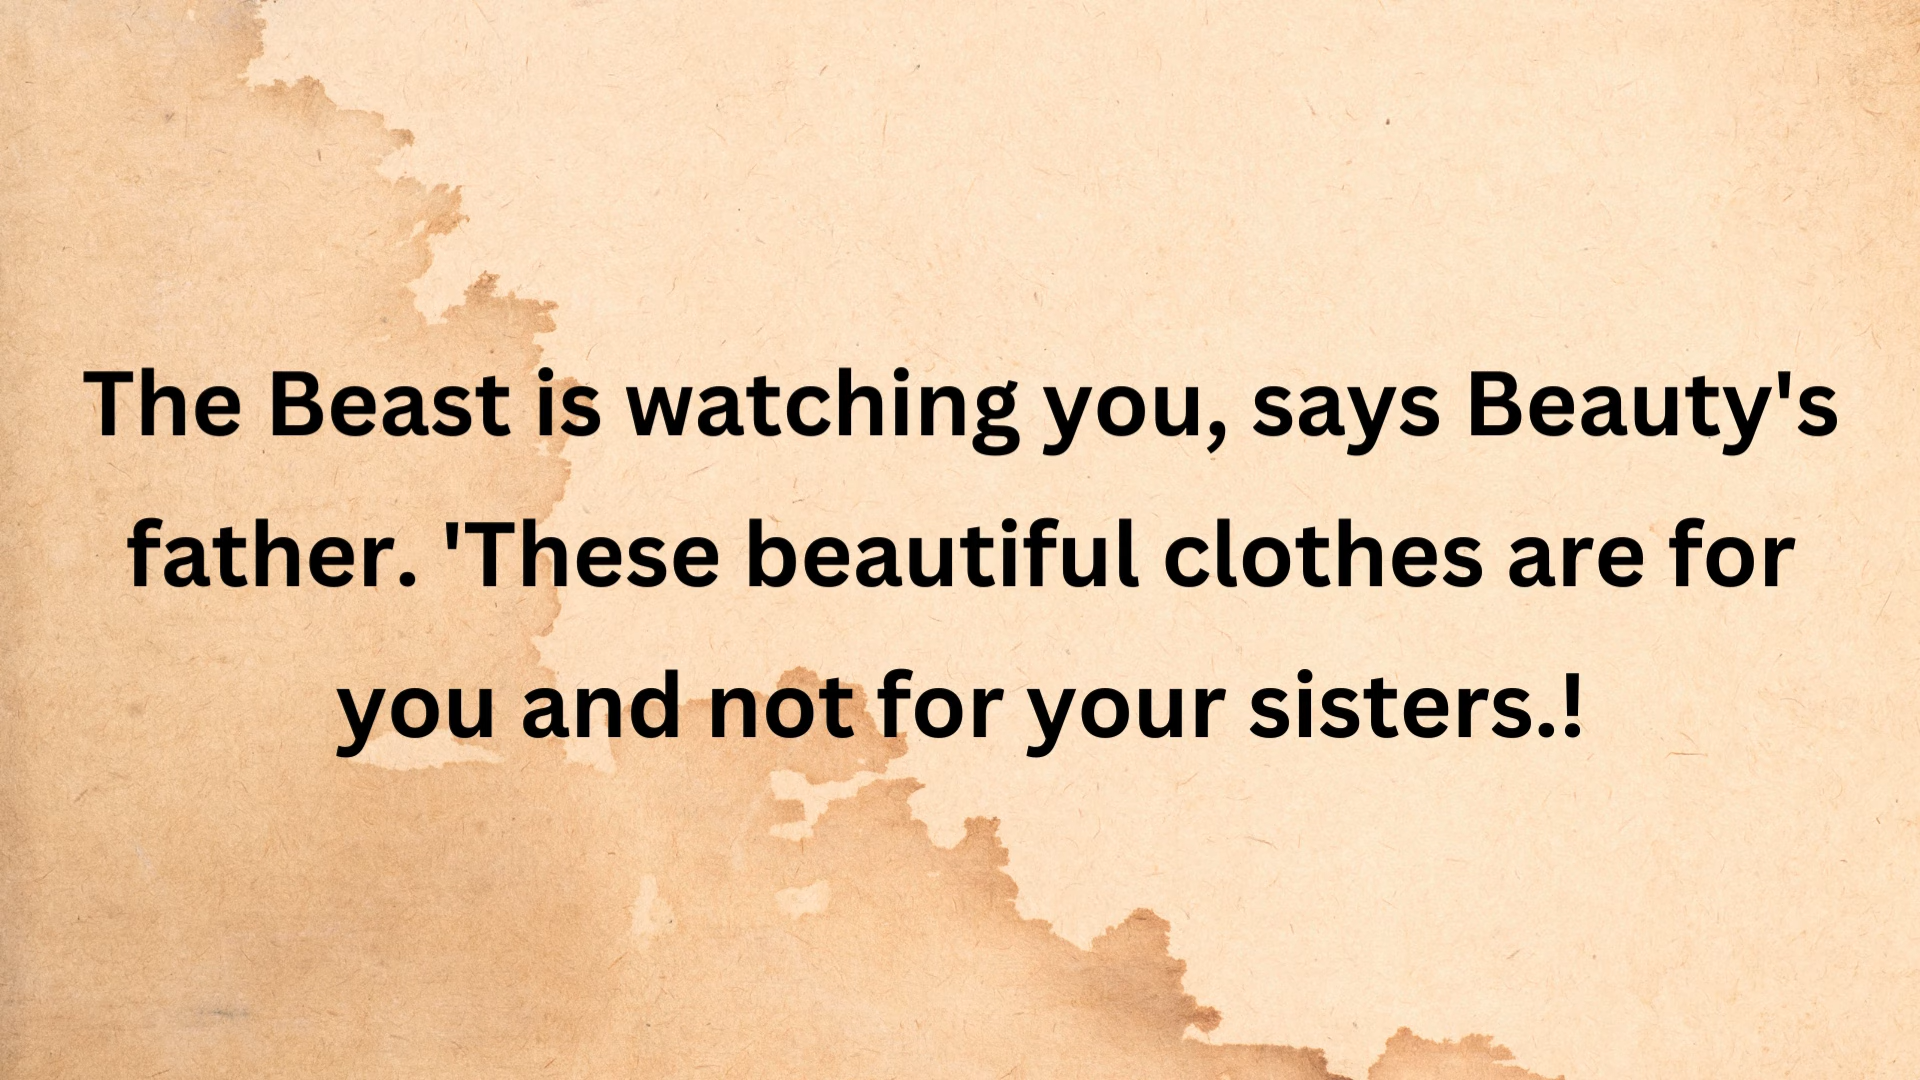 The Beast is watching you, says Beauty's
father. 'These beautiful clothes are for
you and not for your sisters.!